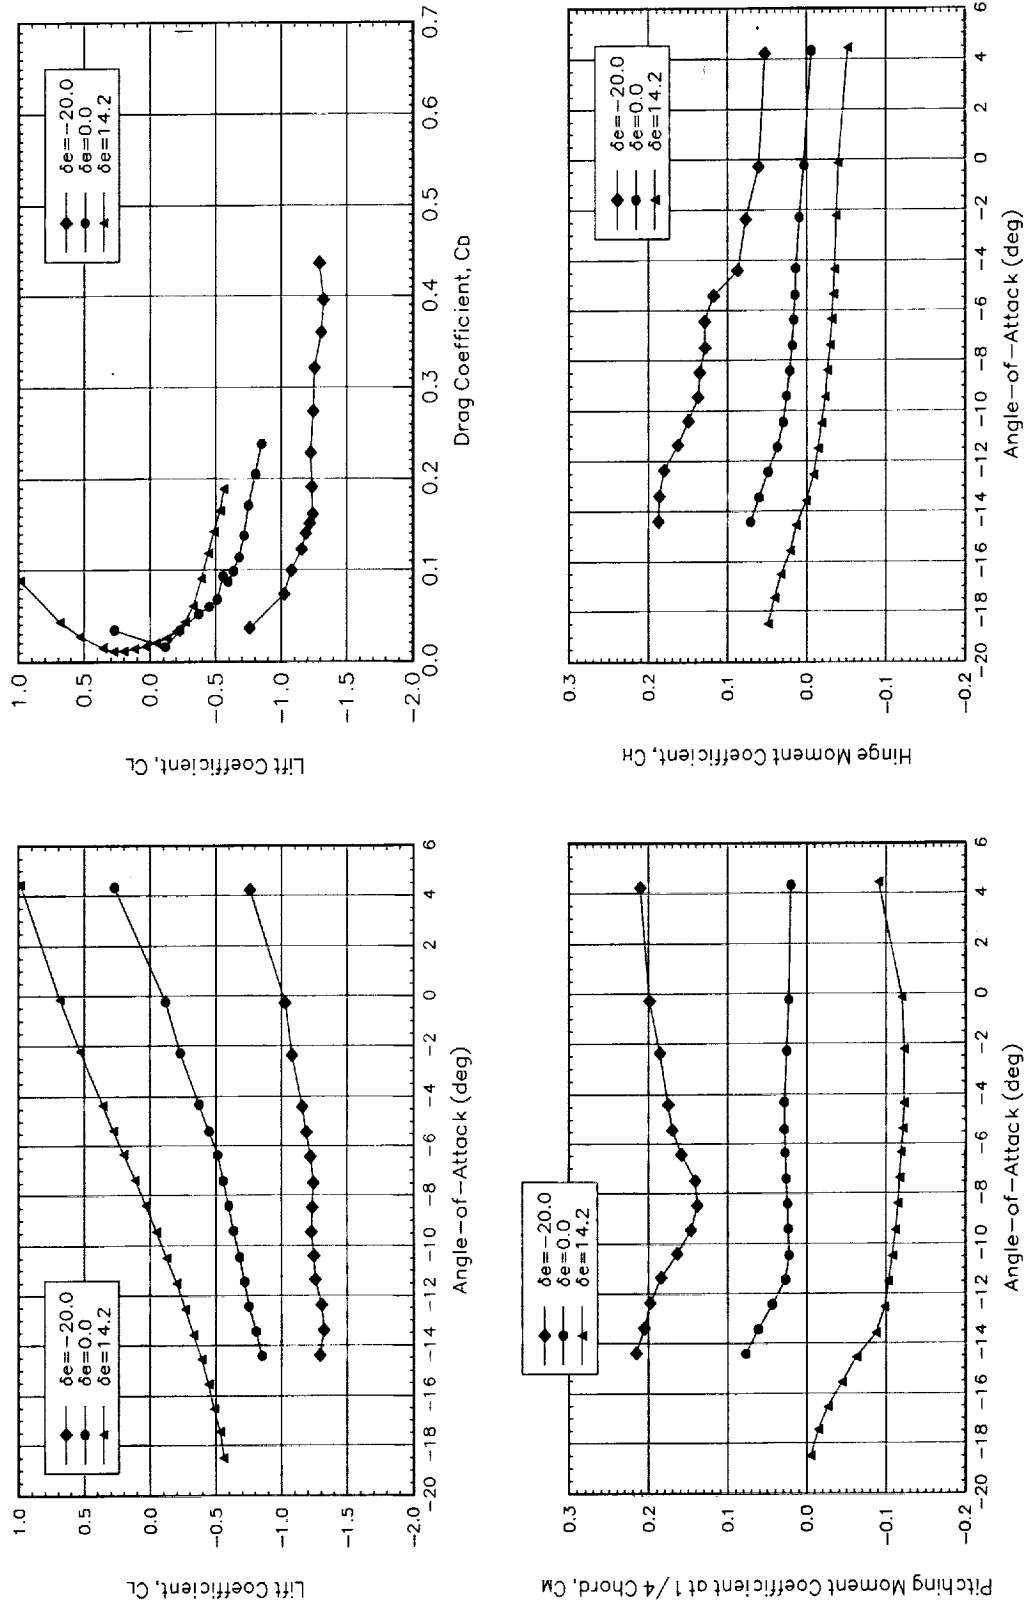 Lift Coefficient, CL
1.0
0.5
0.0
−0.5
−1.0
−1.5
δe=−20.0
δe=0.0
δe=14.2
−20 −18 −16 −14 −12 −10 −8 −6 −4 −2 0 2 4 6
Angle−of−Attack (deg)
Lift Coefficient, CL
1.0
0.5
0.0
−0.5
−1.0
−1.5
−2.0
δe=−20.0
δe=0.0
δe=14.2
0.0 0.1 0.2 0.3 0.4 0.5 0.6 0.7
Drag Coefficient, CD
Pitching Moment Coefficient at 1/4 Chord, CM
0.3
0.2
0.1
0.0
−0.1
−0.2
δe=−20.0
δe=0.0
δe=14.2
−20 −18 −16 −14 −12 −10 −8 −6 −4 −2 0 2 4 6
Angle−of−Attack (deg)
Hinge Moment Coefficient, CH
0.3
0.2
0.1
0.0
−0.1
−0.2
δe=−20.0
δe=0.0
δe=14.2
−20 −18 −16 −14 −12 −10 −8 −6 −4 −2 0 2 4 6
Angle−of−Attack (deg)